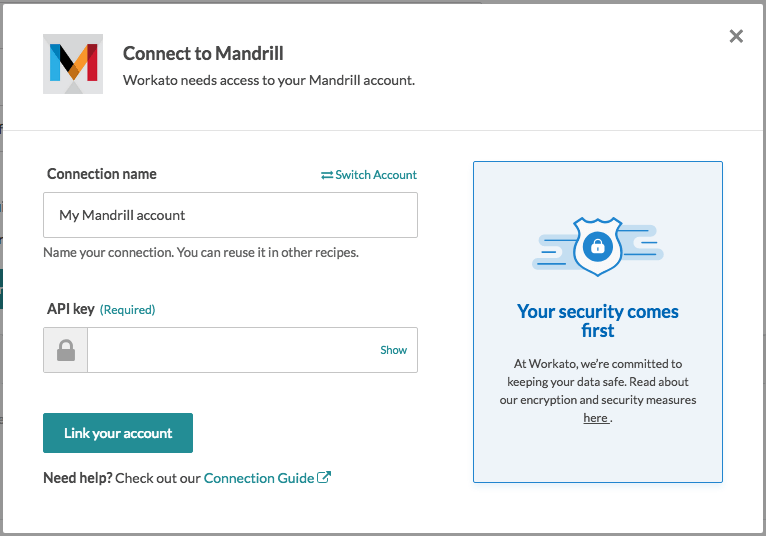 Connect to Mandrill
Workato needs access to your Mandrill account.
Connection name
Switch Account
My Mandrill account
Name your connection. You can reuse it in other recipes.
API key (Required)
Show
Link your account
Need help? Check out our Connection Guide
Your security comes
first
At Workato, we're committed to
keeping your data safe. Read about
our encryption and security measures
here .